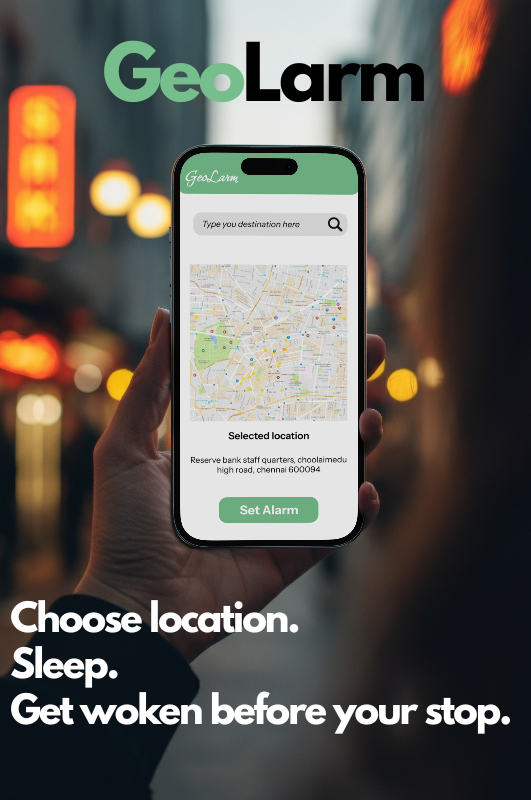 GeoLarm
GeoLarm
Type you destination here
Selected location
Reserve bank staff quarters, choolaimedu
high road, chennai 600094
Set Alarm
Choose location.
Sleep.
Get woken before your stop.